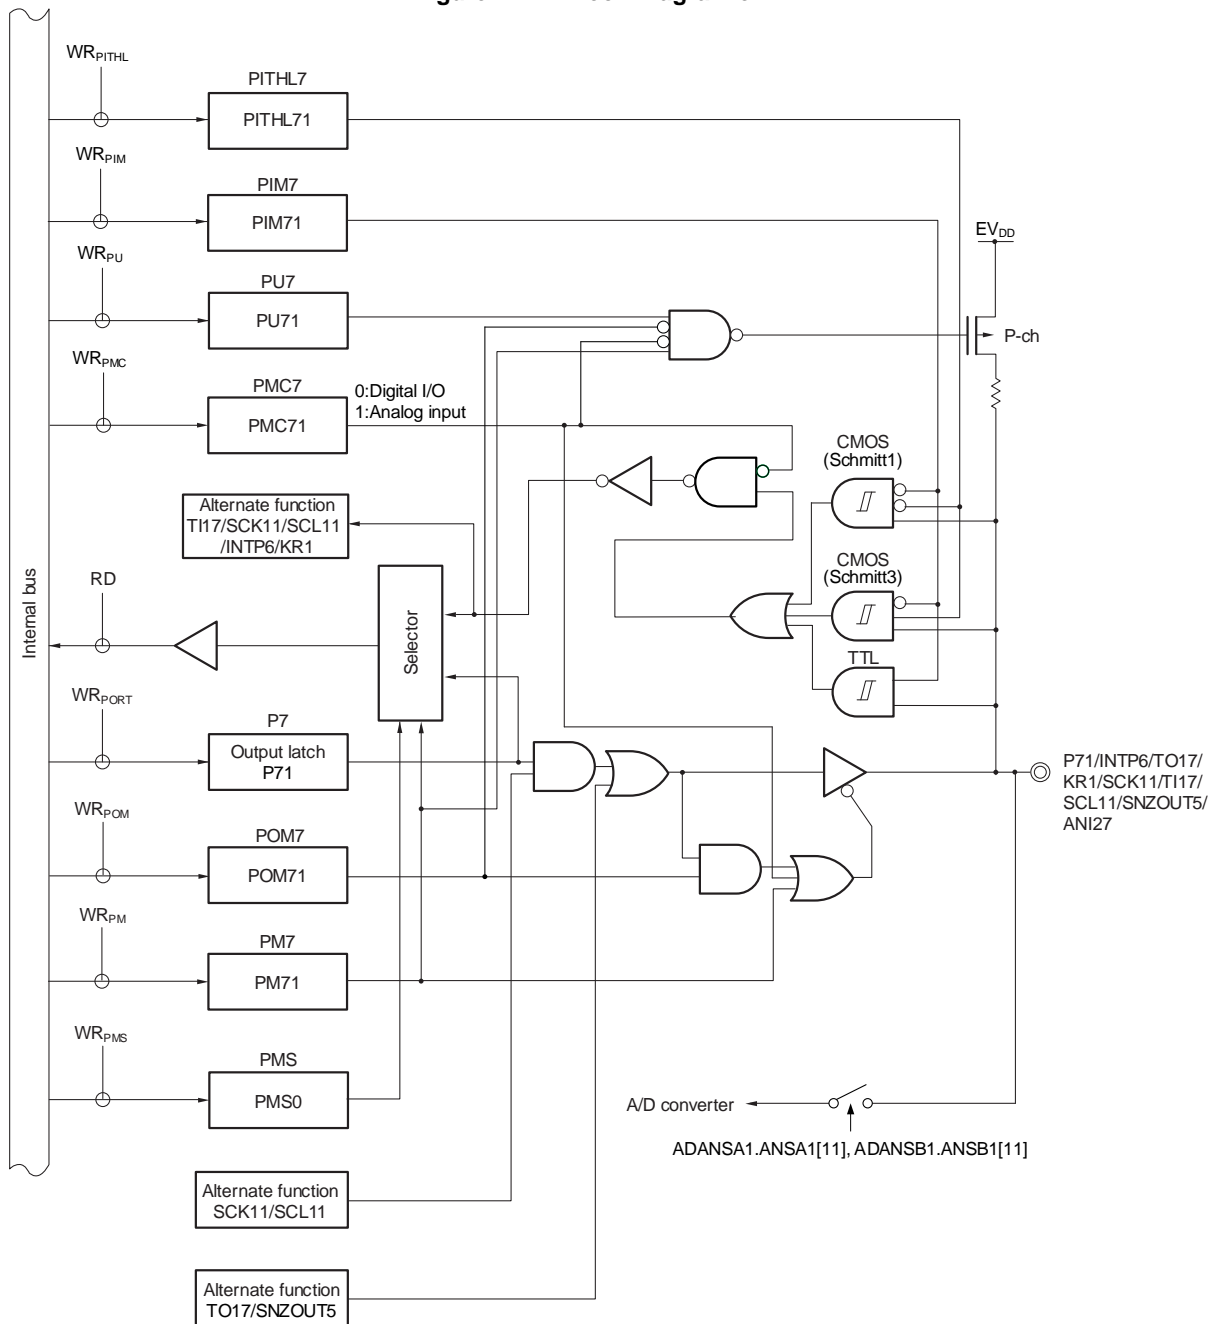 WRPITHL
PITHL7
PITHL71
WRPIM
PIM7
PIM71
EVDD
WRPU
PU7
PU71
P-ch
WRPMC
PMC7
PMC71
0:Digital I/O
1:Analog input
CMOS
(Schmitt1)
Alternate function
TI17/SCK11/SCL11
/INTP6/KR1
CMOS
(Schmitt3)
RD
Internal bus
Selector
TTL
WRPORT
P7
Output latch
P71
P71/INTP6/TO17/
KR1/SCK11/TI17/
SCL11/SNZOUT5/
ANI27
WRPOM
POM7
POM71
WRPM
PM7
PM71
WRPMS
PMS
PMS0
A/D converter
ADANSA1.ANSA1[11], ADANSB1.ANSB1[11]
Alternate function
SCK11/SCL11
Alternate function
TO17/SNZOUT5